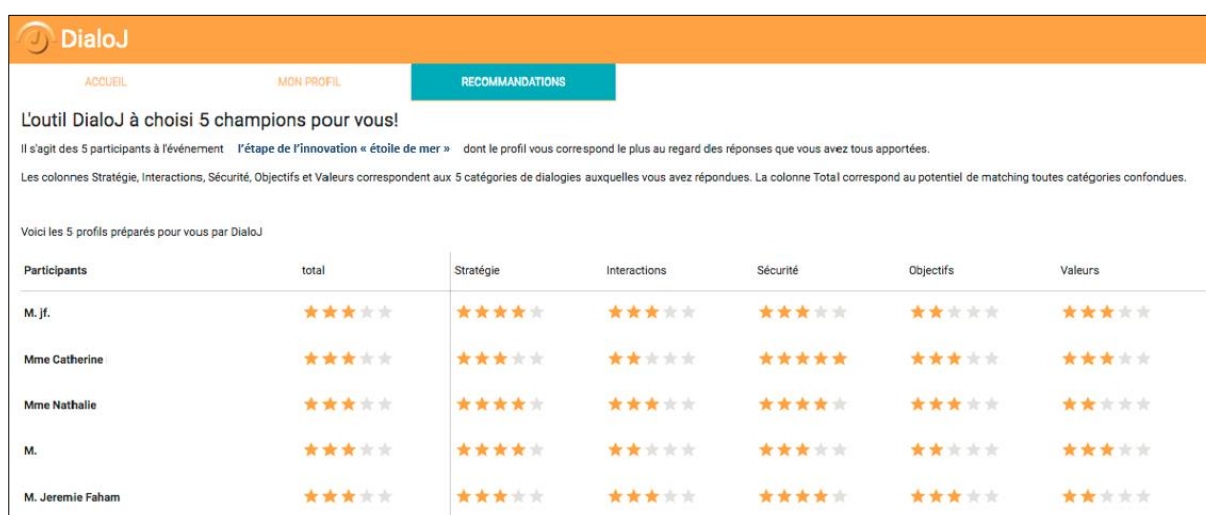 DialoJ
ACCUEIL MON PROFIL RECOMMANDATIONS
L'outil DialoJ à choisi 5 champions pour vous!
Il s'agit des 5 participants à l'événement l'étape de l'innovation « étoile de mer » dont le profil vous correspond le plus au regard des réponses que vous avez tous apportées.
Les colonnes Stratégie, Interactions, Sécurité, Objectifs et Valeurs correspondent aux 5 catégories de dialogies auxquelles vous avez répondues. La colonne Total correspond au potentiel de matching toutes catégories confondues.
Voici les 5 profils préparés pour vous par DialoJ
Participants total Stratégie Interactions Sécurité Objectifs Valeurs
M. jf.
Mme Catherine
Mme Nathalie
M.
M. Jeremie Faham